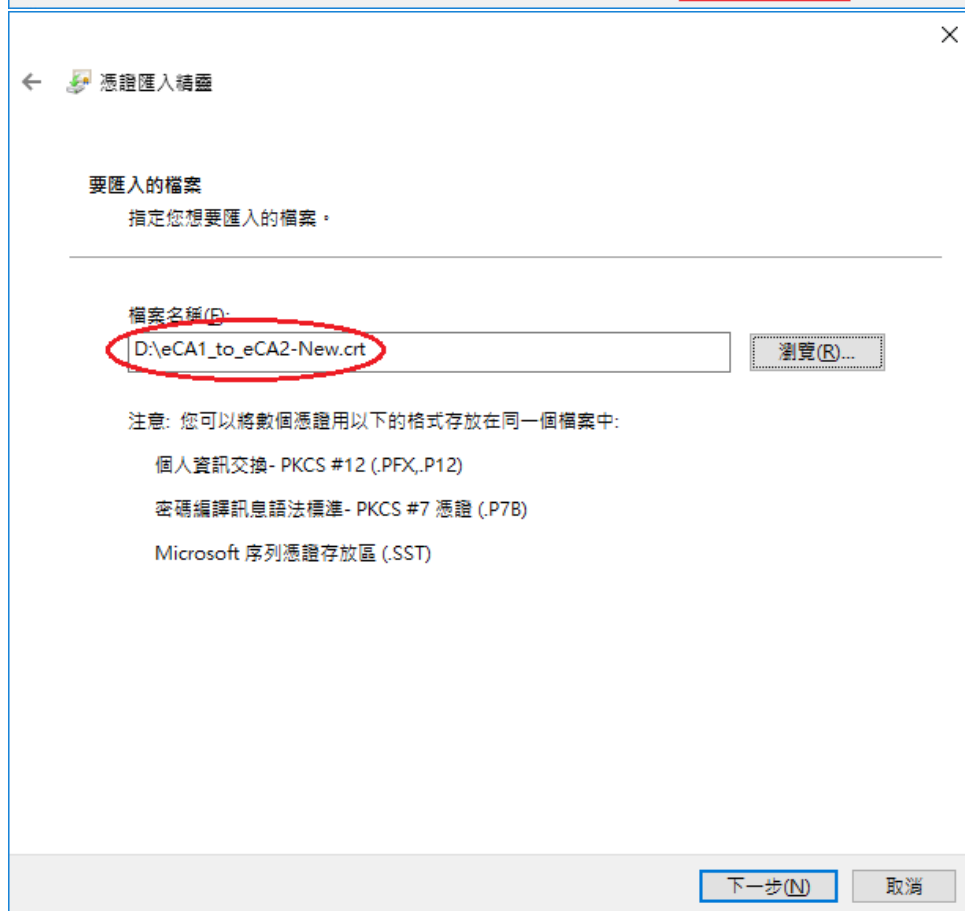 憑證匯入精靈
要匯入的檔案
指定您想要匯入的檔案。
檔案名稱(F):
D:\eCA1_to_eCA2-New.crt
瀏覽(R)...
注意: 您可以將數個憑證用以下的格式存放在同一個檔案中:
個人資訊交換- PKCS #12 (.PFX,.P12)
密碼編譯訊息語法標準- PKCS #7 憑證 (.P7B)
Microsoft 序列憑證存放區 (.SST)
下一步(N)
取消